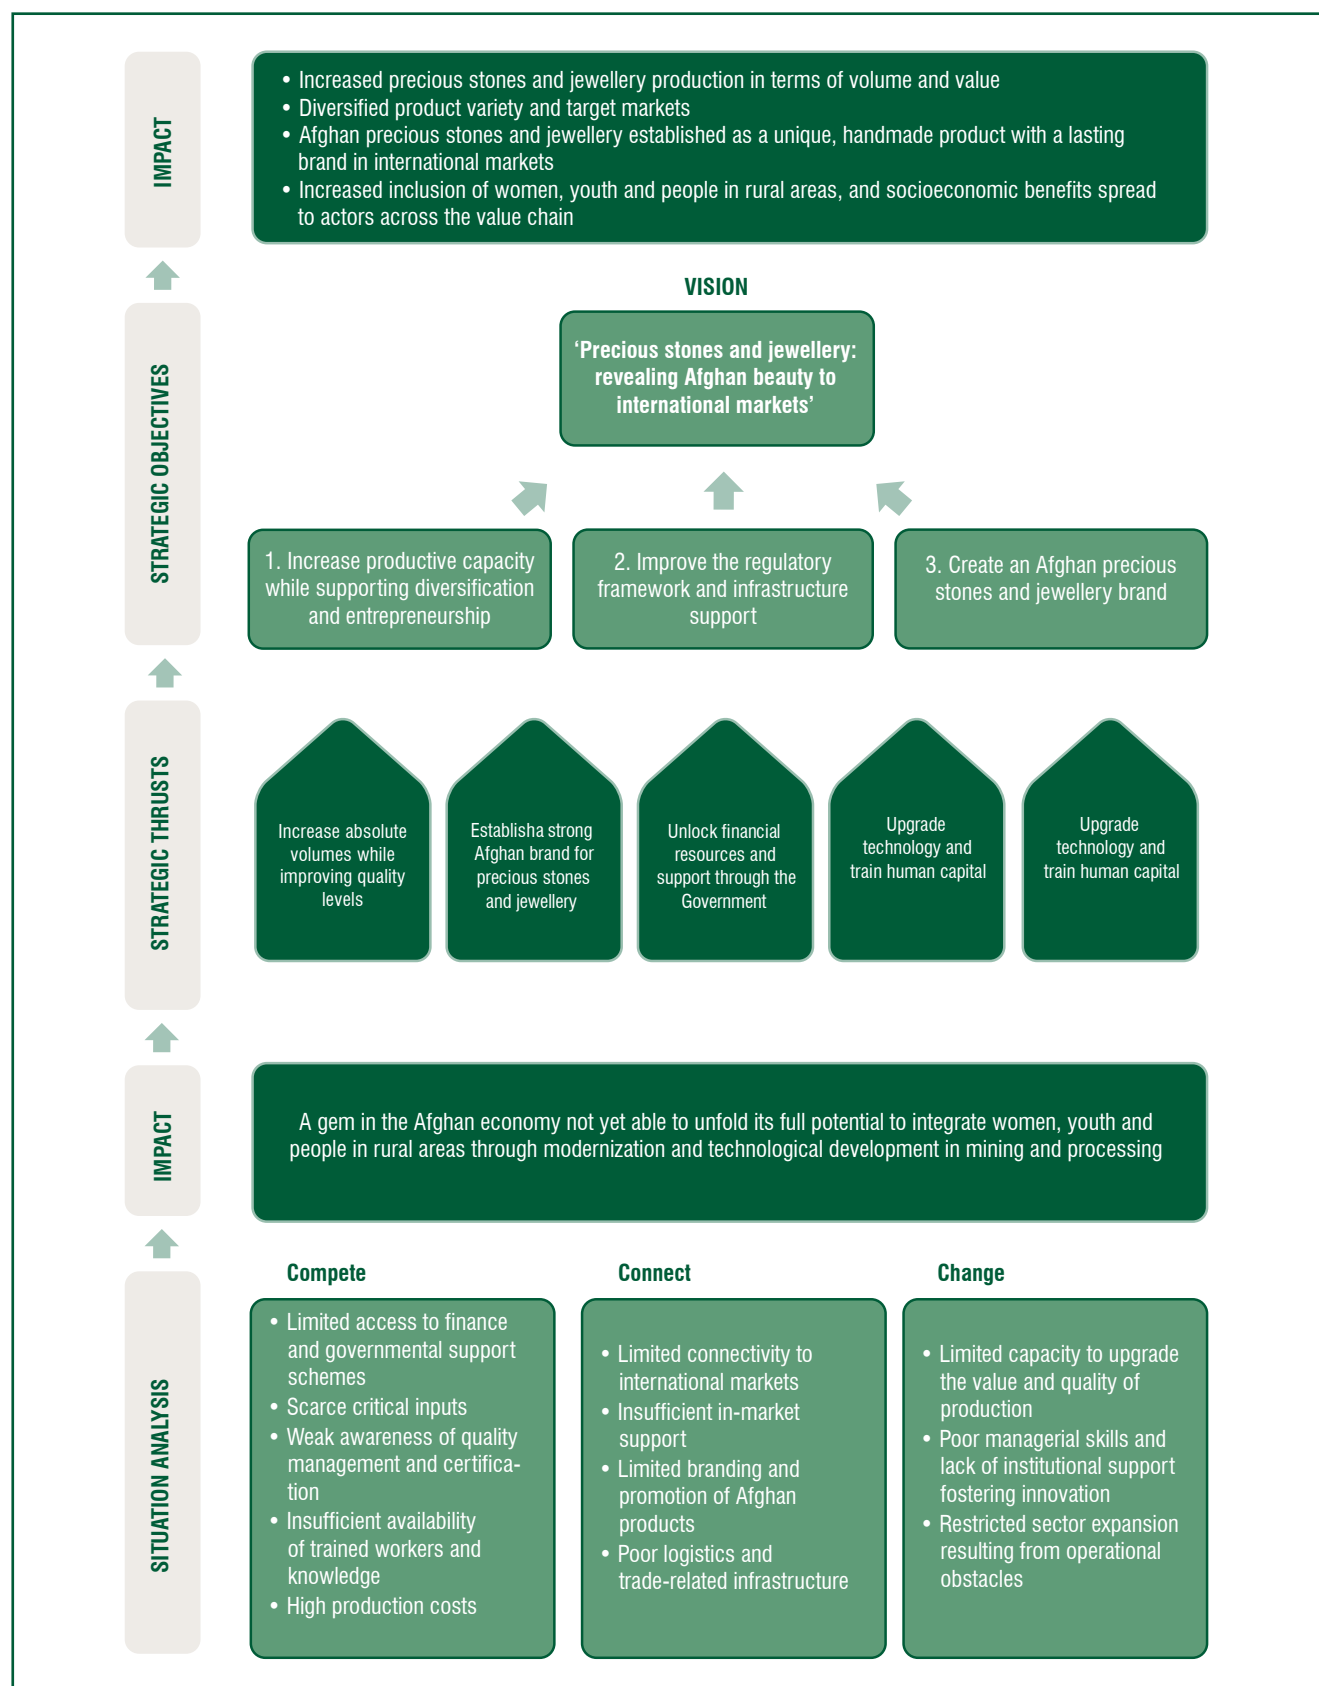 IMPACT
• Increased precious stones and jewellery production in terms of volume and value
• Diversified product variety and target markets
• Afghan precious stones and jewellery established as a unique, handmade product with a lasting
brand in international markets
• Increased inclusion of women, youth and people in rural areas, and socioeconomic benefits spread
to actors across the value chain
STRATEGIC OBJECTIVES
VISION
‘Precious stones and jewellery:
revealing Afghan beauty to
international markets’
1. Increase productive capacity
while supporting diversification
and entrepreneurship
2. Improve the regulatory
framework and infrastructure
support
3. Create an Afghan precious
stones and jewellery brand
STRATEGIC THRUSTS
Increase absolute
volumes while
improving quality
levels
Establisha strong
Afghan brand for
precious stones
and jewellery
Unlock financial
resources and
support through the
Government
Upgrade
technology and
train human capital
Upgrade
technology and
train human capital
IMPACT
A gem in the Afghan economy not yet able to unfold its full potential to integrate women, youth and
people in rural areas through modernization and technological development in mining and processing
SITUATION ANALYSIS
Compete
• Limited access to finance
and governmental support
schemes
• Scarce critical inputs
• Weak awareness of quality
management and certifica-
tion
• Insufficient availability
of trained workers and
knowledge
• High production costs
Connect
• Limited connectivity to
international markets
• Insufficient in-market
support
• Limited branding and
promotion of Afghan
products
• Poor logistics and
trade-related infrastructure
Change
• Limited capacity to upgrade
the value and quality of
production
• Poor managerial skills and
lack of institutional support
fostering innovation
• Restricted sector expansion
resulting from operational
obstacles